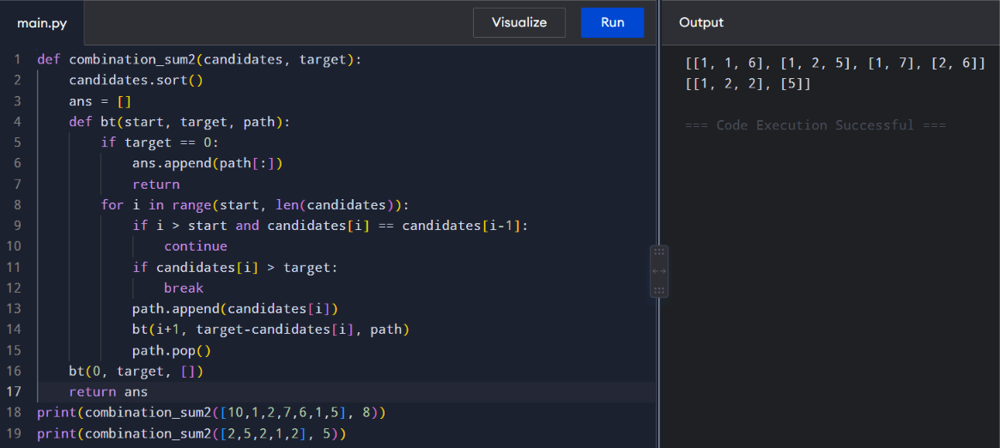 main.py
Visualize
Run
Output
1 def combination_sum2(candidates, target):
2     candidates.sort()
3     ans = []
4     def bt(start, target, path):
5         if target == 0:
6             ans.append(path[:])
7             return
8         for i in range(start, len(candidates)):
9             if i > start and candidates[i] == candidates[i-1]:
10                 continue
11             if candidates[i] > target:
12                 break
13             path.append(candidates[i])
14             bt(i+1, target-candidates[i], path)
15             path.pop()
16     bt(0, target, [])
17     return ans
18 print(combination_sum2([10,1,2,7,6,1,5], 8))
19 print(combination_sum2([2,5,2,1,2], 5))
[[1, 1, 6], [1, 2, 5], [1, 7], [2, 6]]
[[1, 2, 2], [5]]
=== Code Execution Successful ===